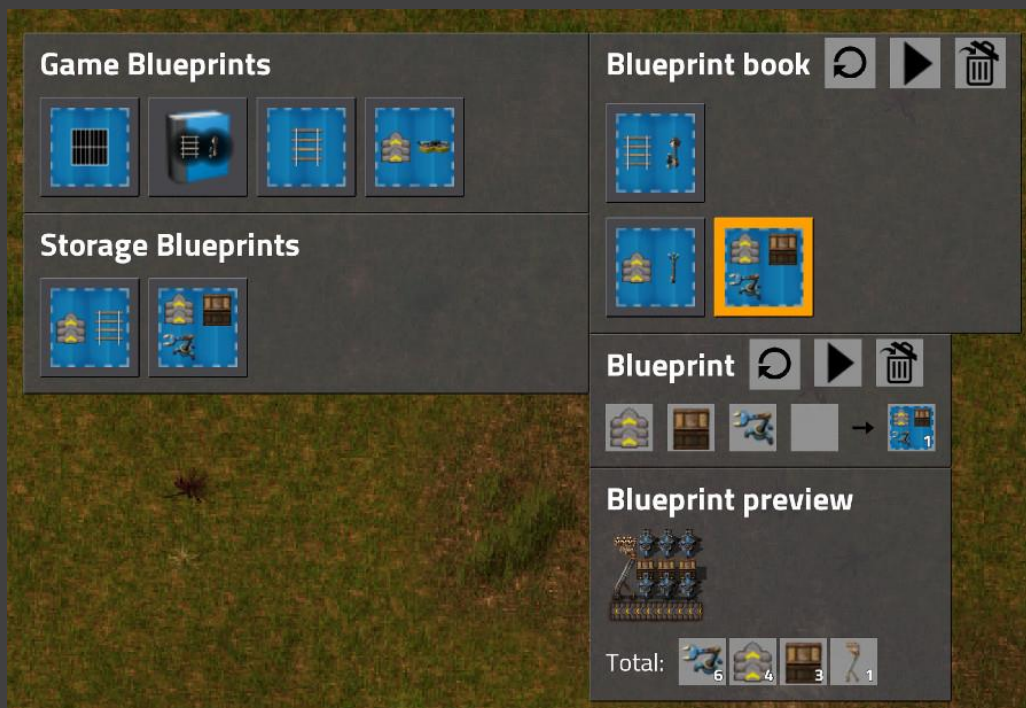 Game Blueprints
Storage Blueprints
Blueprint book
Blueprint
1
Blueprint preview
Total: 6 4 3 1